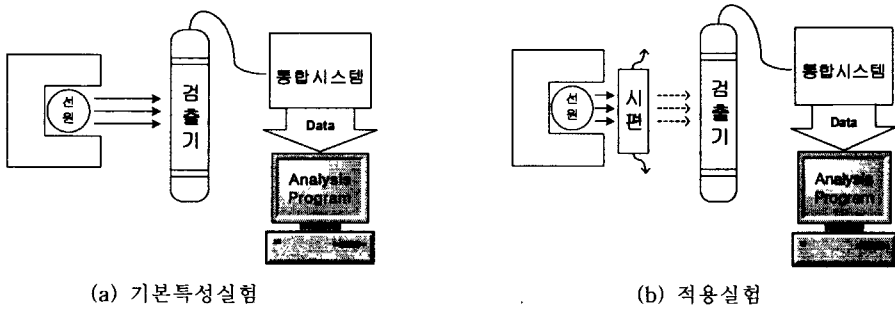 선원
검출기
통합시스템
Data
Analysis
Program
(a) 기본특성실험
선원
시편
검출기
통합시스템
Data
Analysis
Program
(b) 적용실험